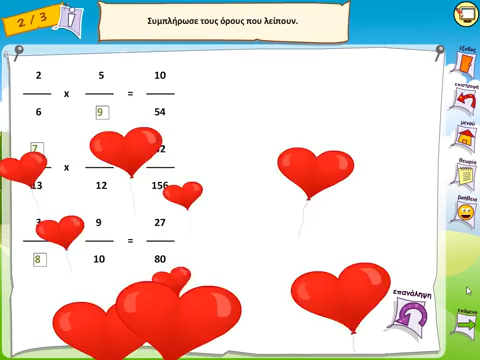 2 / 3
Συμπλήρωσε τους όρους που λείπουν.
έξοδος
επιστροφή
μενού
θεωρία
βοήθεια
2 5 10
x =
6 9 54
7
x
13 12 156
3 9 27
=
8 10 80
επανάληψη
επόμενο